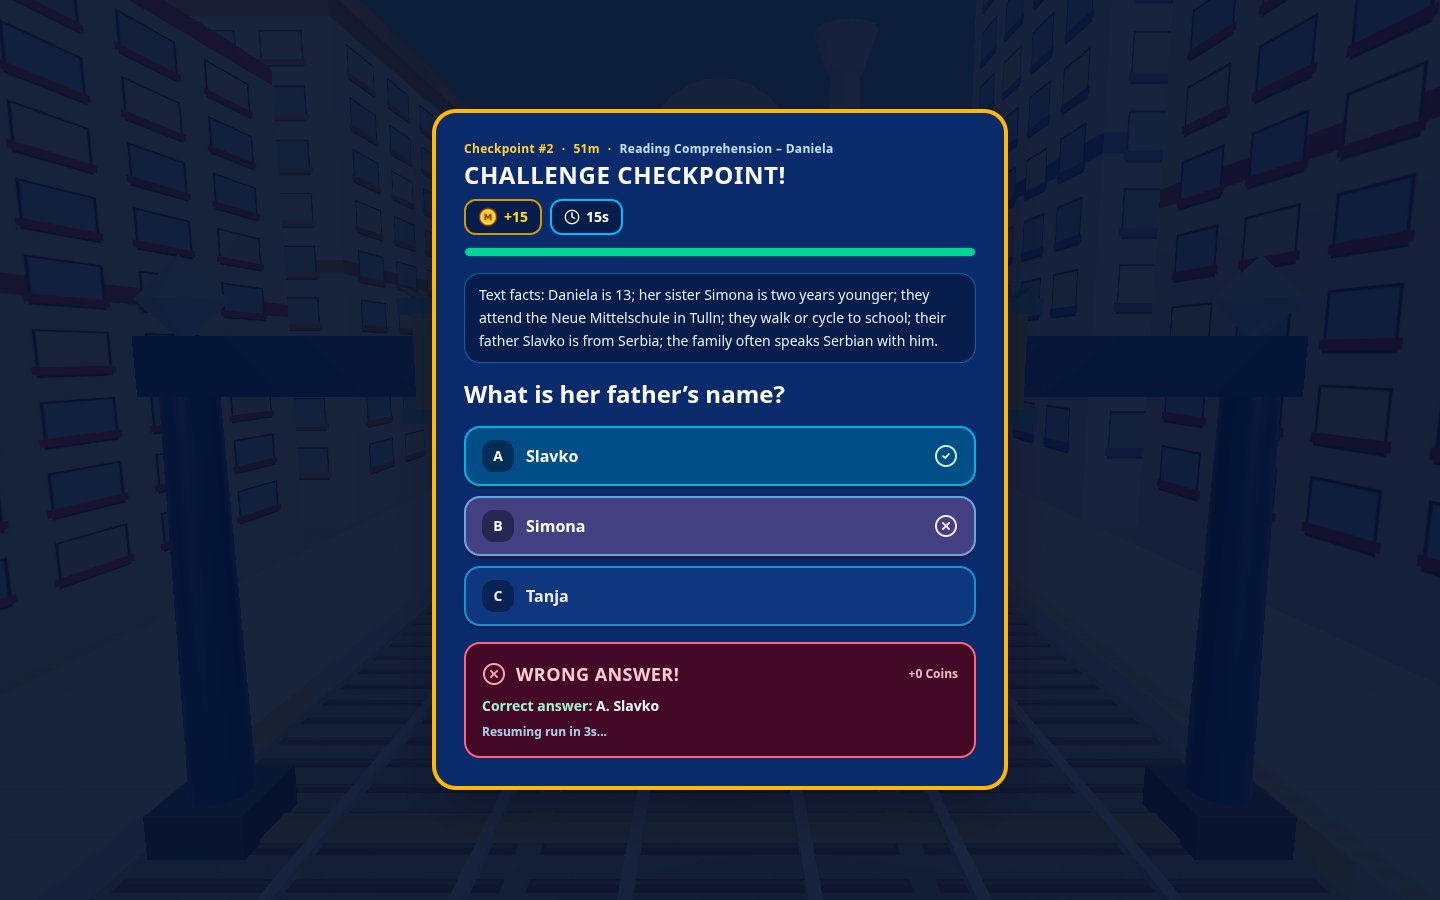 Checkpoint #2 · 51m · Reading Comprehension – Daniela
CHALLENGE CHECKPOINT!
M +15 15s
Text facts: Daniela is 13; her sister Simona is two years younger; they
attend the Neue Mittelschule in Tulln; they walk or cycle to school; their
father Slavko is from Serbia; the family often speaks Serbian with him.
What is her father’s name?
A Slavko
B Simona
C Tanja
WRONG ANSWER! +0 Coins
Correct answer: A. Slavko
Resuming run in 3s...